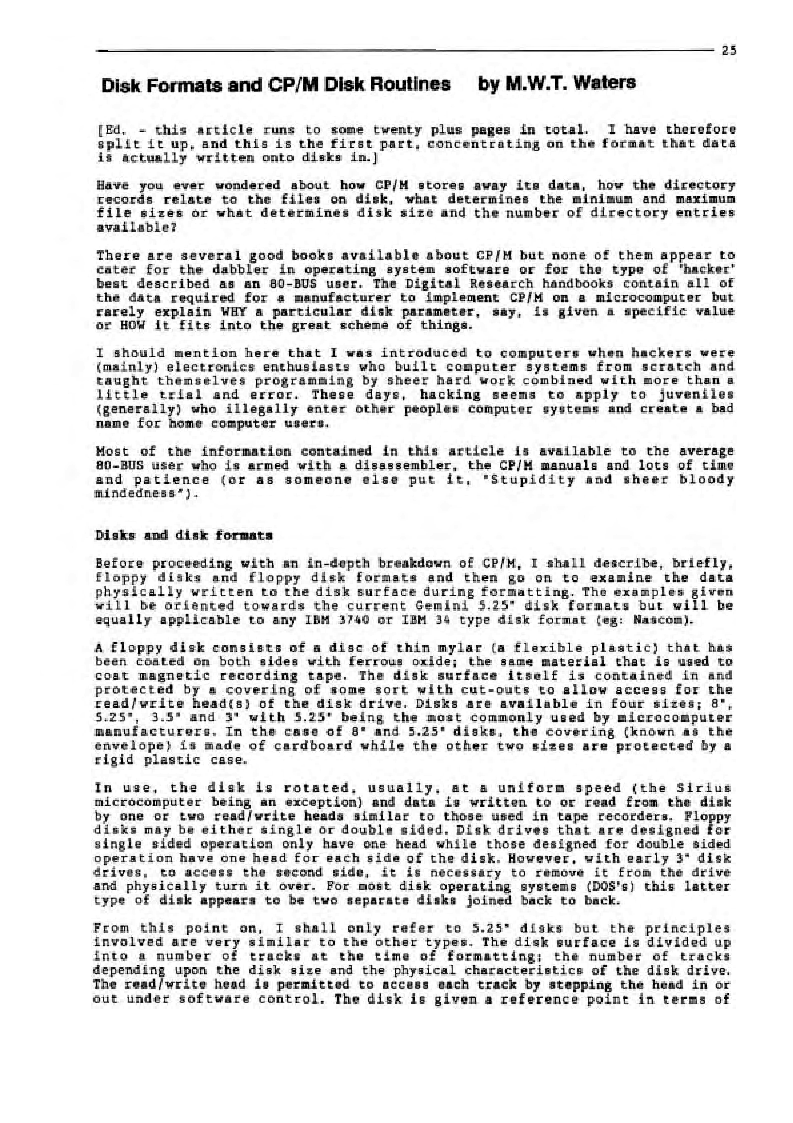 25
Disk Formats and CP/M Disk Routines by M.W.T. Waters
[Ed. - this article runs to some twenty plus pages in total. I have therefore
split it up, and this is the first part, concentrating on the format that data
is actually written onto disks in.]
Have you ever wondered about how CP/M stores away its data, how the directory
records relate to the files on disk, what determines the minimum and maximum
file sizes or what determines disk size and the number of directory entries
available?
There are several good books available about CP/M but none of them appear to
cater for the dabbler in operating system software or for the type of 'hacker'
best described as an 80-BUS user. The Digital Research handbooks contain all of
the data required for a manufacturer to implement CP/M on a microcomputer but
rarely explain WHY a particular disk parameter, say, is given a specific value
or HOW it fits into the great scheme of things.
I should mention here that I was introduced to computers when hackers were
(mainly) electronics enthusiasts who built computer systems from scratch and
taught themselves programming by sheer hard work combined with more than a
little trial and error. These days, hacking seems to apply to juveniles
(generally) who illegally enter other peoples computer systems and create a bad
name for home computer users.
Most of the information contained in this article is available to the average
80-BUS user who is armed with a disassembler, the CP/M manuals and lots of time
and patience (or as someone else put it, "Stupidity and sheer bloody
mindedness").
Disks and disk formats
Before proceeding with an in-depth breakdown of CP/M, I shall describe, briefly,
floppy disks and floppy disk formats and then go on to examine the data
physically written to the disk surface during formatting. The examples given
will be oriented towards the current Gemini 5.25" disk formats but will be
equally applicable to any IBM 3740 or IBM 34 type disk format (eg: Nascom).
A floppy disk consists of a disc of thin mylar (a flexible plastic) that has
been coated on both sides with ferrous oxide; the same material that is used to
coat magnetic recording tape. The disk surface itself is contained in and
protected by a covering of some sort with cut-outs to allow access for the
read/write head(s) of the disk drive. Disks are available in four sizes; 8",
5.25", 3.5" and 3" with 5.25" being the most commonly used by microcomputer
manufacturers. In the case of 8" and 5.25" disks, the covering (known as the
envelope) is made of cardboard while the other two sizes are protected by a
rigid plastic case.
In use, the disk is rotated, usually, at a uniform speed (the Sirius
microcomputer being an exception) and data is written to or read from the disk
by one or two read/write heads similar to those used in tape recorders. Floppy
disks may be either single or double sided. Disk drives that are designed for
single sided operation only have one head while those designed for double sided
operation have one head for each side of the disk. However, with early 3" disk
drives, to access the second side, it is necessary to remove it from the drive
and physically turn it over. For most disk operating systems (DOS's) this latter
type of disk appears to be two separate disks joined back to back.
From this point on, I shall only refer to 5.25" disks but the principles
involved are very similar to the other types. The disk surface is divided up
into a number of tracks at the time of formatting; the number of tracks
depending upon the disk size and the physical characteristics of the disk drive.
The read/write head is permitted to access each track by stepping the head in or
out under software control. The disk is given a reference point in terms of